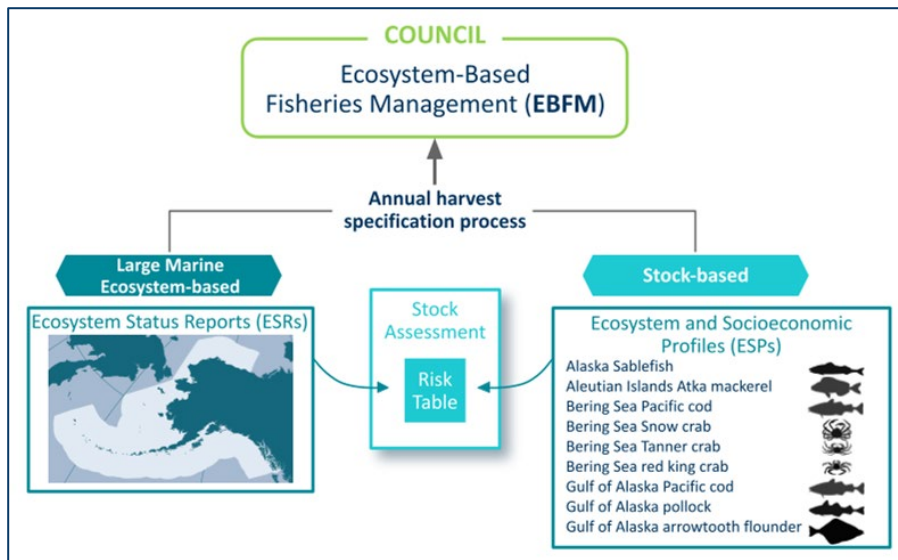 COUNCIL
Ecosystem-Based
Fisheries Management (EBFM)
Annual harvest
specification process
Large Marine
Ecosystem-based
Ecosystem Status Reports (ESRs)
Stock
Assessment
Risk
Table
Stock-based
Ecosystem and Socioeconomic
Profiles (ESPs)
Alaska Sablefish
Aleutian Islands Atka mackerel
Bering Sea Pacific cod
Bering Sea Snow crab
Bering Sea Tanner crab
Bering Sea red king crab
Gulf of Alaska Pacific cod
Gulf of Alaska pollock
Gulf of Alaska arrowtooth flounder